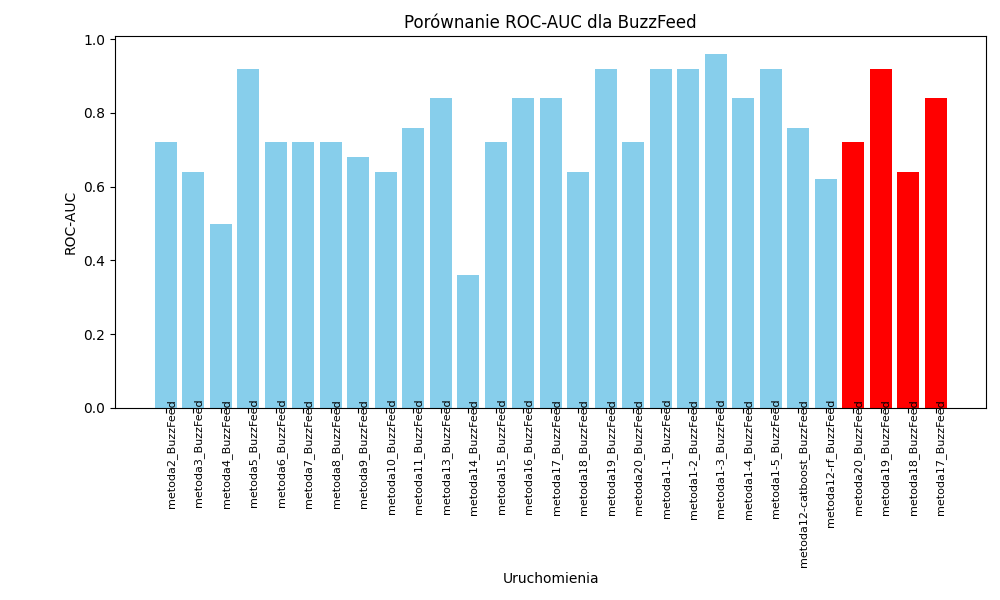 Porównanie ROC-AUC dla BuzzFeed
ROC-AUC
1.0
0.8
0.6
0.4
0.2
0.0
metoda2_BuzzFeed
metoda3_BuzzFeed
metoda4_BuzzFeed
metoda5_BuzzFeed
metoda6_BuzzFeed
metoda7_BuzzFeed
metoda8_BuzzFeed
metoda9_BuzzFeed
metoda10_BuzzFeed
metoda11_BuzzFeed
metoda13_BuzzFeed
metoda14_BuzzFeed
metoda15_BuzzFeed
metoda16_BuzzFeed
metoda17_BuzzFeed
metoda18_BuzzFeed
metoda19_BuzzFeed
metoda20_BuzzFeed
metoda1-1_BuzzFeed
metoda1-2_BuzzFeed
metoda1-3_BuzzFeed
metoda1-4_BuzzFeed
metoda1-5_BuzzFeed
metoda12-catboost_BuzzFeed
metoda12-rf_BuzzFeed
metoda20_BuzzFeed
metoda19_BuzzFeed
metoda18_BuzzFeed
metoda17_BuzzFeed
Uruchomienia